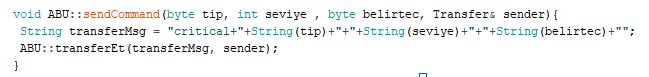 void ABU::sendCommand(byte tip, int seviye , byte belirtec, Transfer& sender){
String transferMsg = "critical+"+String(tip)+"+"+String(seviye)+"+"+String(belirtec)+"";
ABU::transferEt(transferMsg, sender);
}